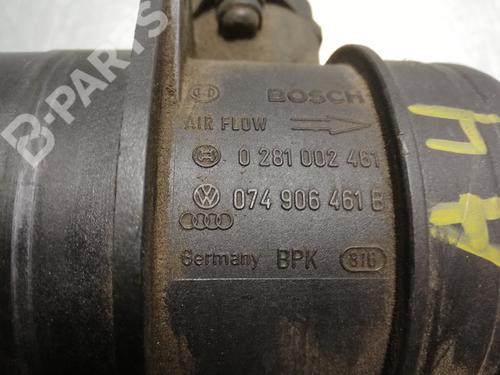 B-PARTS
BOSCH
AIR FLOW
0 281 002 461
074 906 461 B
Germany BPK 816
A A